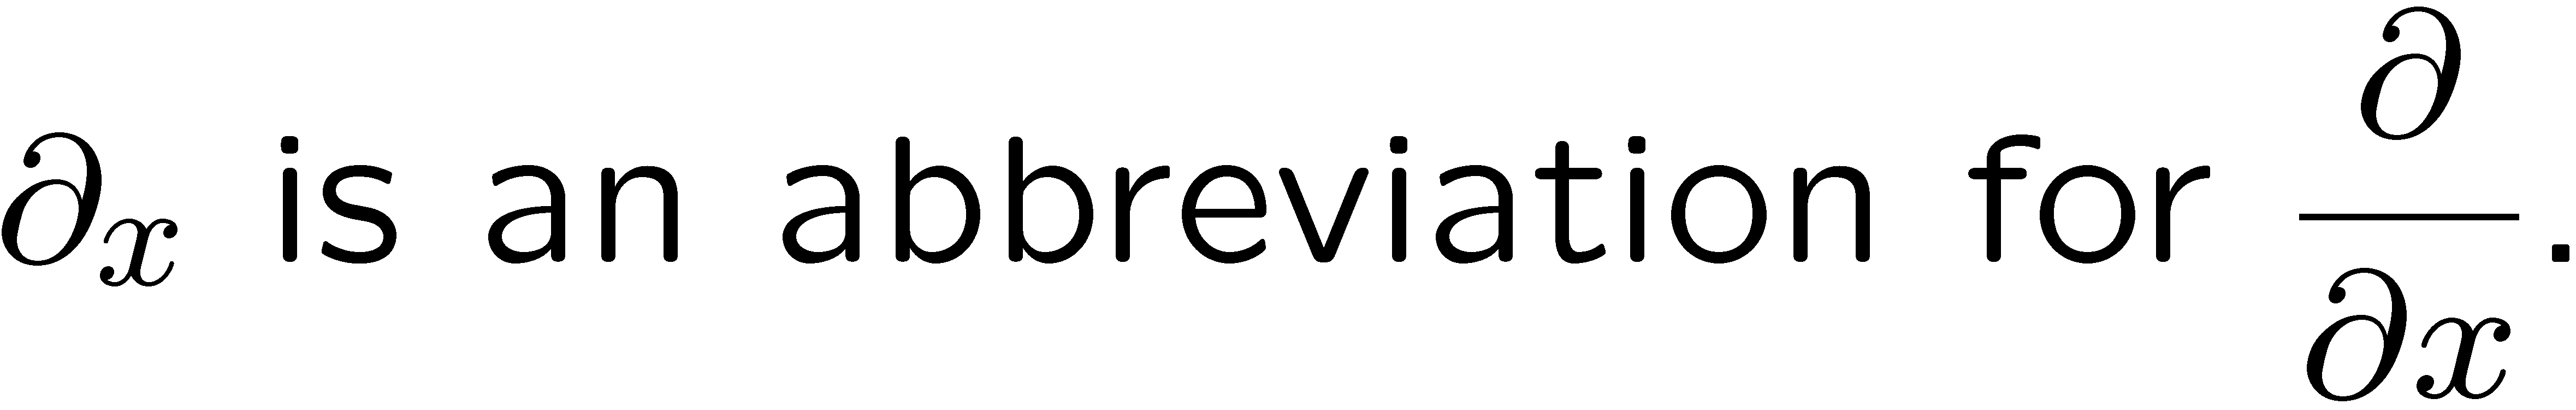 ∂ₓ is an abbreviation for ∂/∂x.